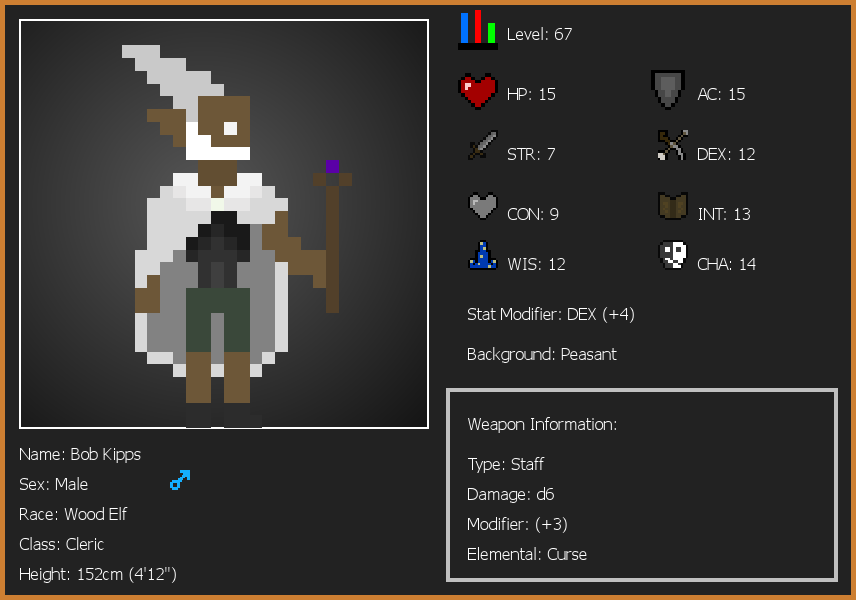 Level: 67
HP: 15
AC: 15
STR: 7
DEX: 12
CON: 9
INT: 13
WIS: 12
CHA: 14
Stat Modifier: DEX (+4)
Background: Peasant
Weapon Information:
Type: Staff
Damage: d6
Modifier: (+3)
Elemental: Curse
Name: Bob Kipps
Sex: Male
Race: Wood Elf
Class: Cleric
Height: 152cm (4'12")